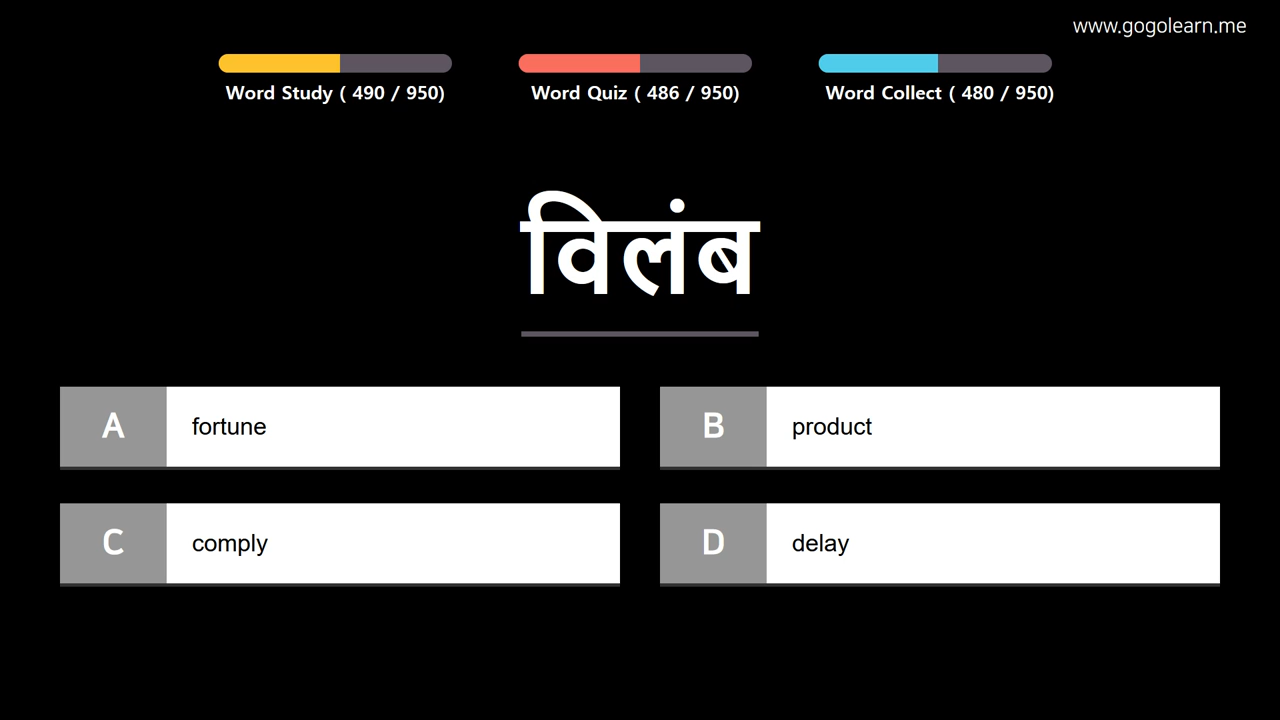 www.gogolearn.me
Word Study ( 490 / 950)
Word Quiz ( 486 / 950)
Word Collect ( 480 / 950)
विलंब
A fortune
B product
C comply
D delay